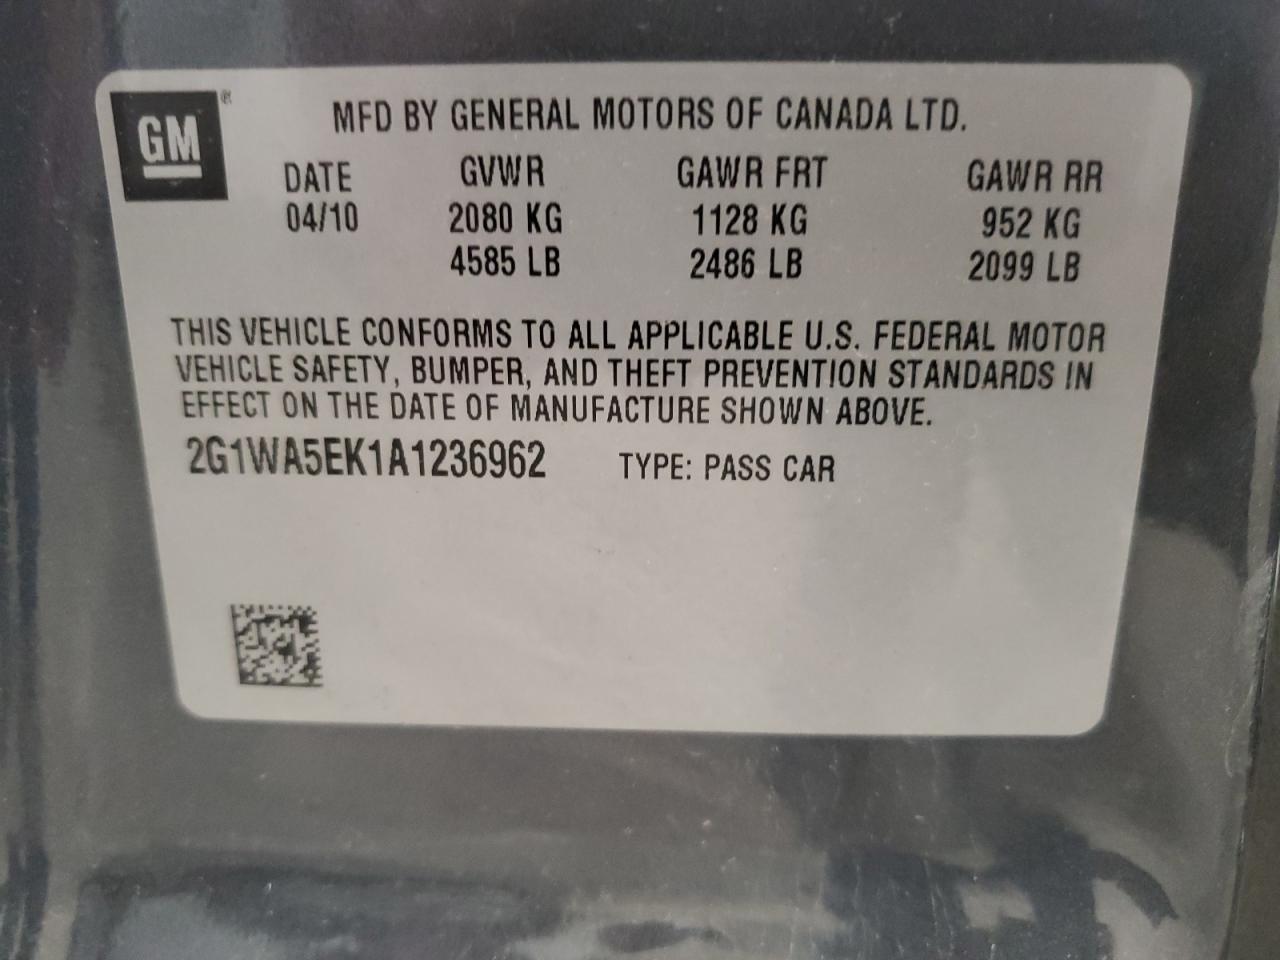 GM®
MFD BY GENERAL MOTORS OF CANADA LTD.
DATE GVWR GAWR FRT GAWR RR
04/10 2080 KG 1128 KG 952 KG
4585 LB 2486 LB 2099 LB
THIS VEHICLE CONFORMS TO ALL APPLICABLE U.S. FEDERAL MOTOR
VEHICLE SAFETY, BUMPER, AND THEFT PREVENTION STANDARDS IN
EFFECT ON THE DATE OF MANUFACTURE SHOWN ABOVE.
2G1WA5EK1A1236962 TYPE: PASS CAR